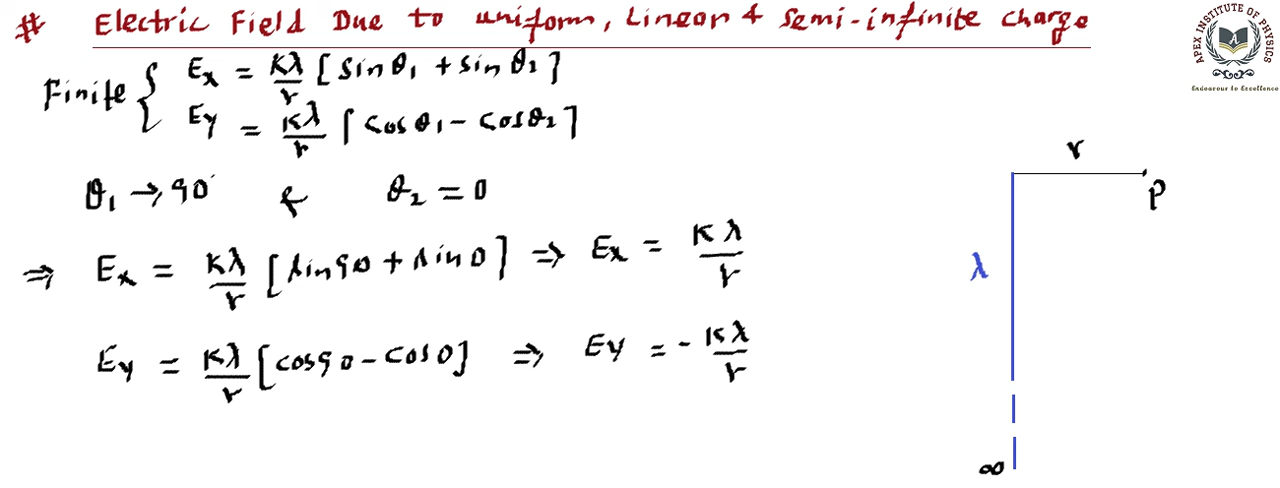 # Electric Field Due to uniform, Linear & Semi-infinite charge
APEX INSTITUTE OF PHYSICS
A
Endeavour to Excellence
Finite { Ex = Kλ/r [sinθ1 + sinθ2]
Ey = Kλ/r [cosθ1 - cosθ2]
θ1 → 90° & θ2 = 0
⇒ Ex = Kλ/r [sin90 + sin0] ⇒ Ex = Kλ/r
Ey = Kλ/r [cos90 - cos0] ⇒ Ey = - Kλ/r
r
P
λ
∞